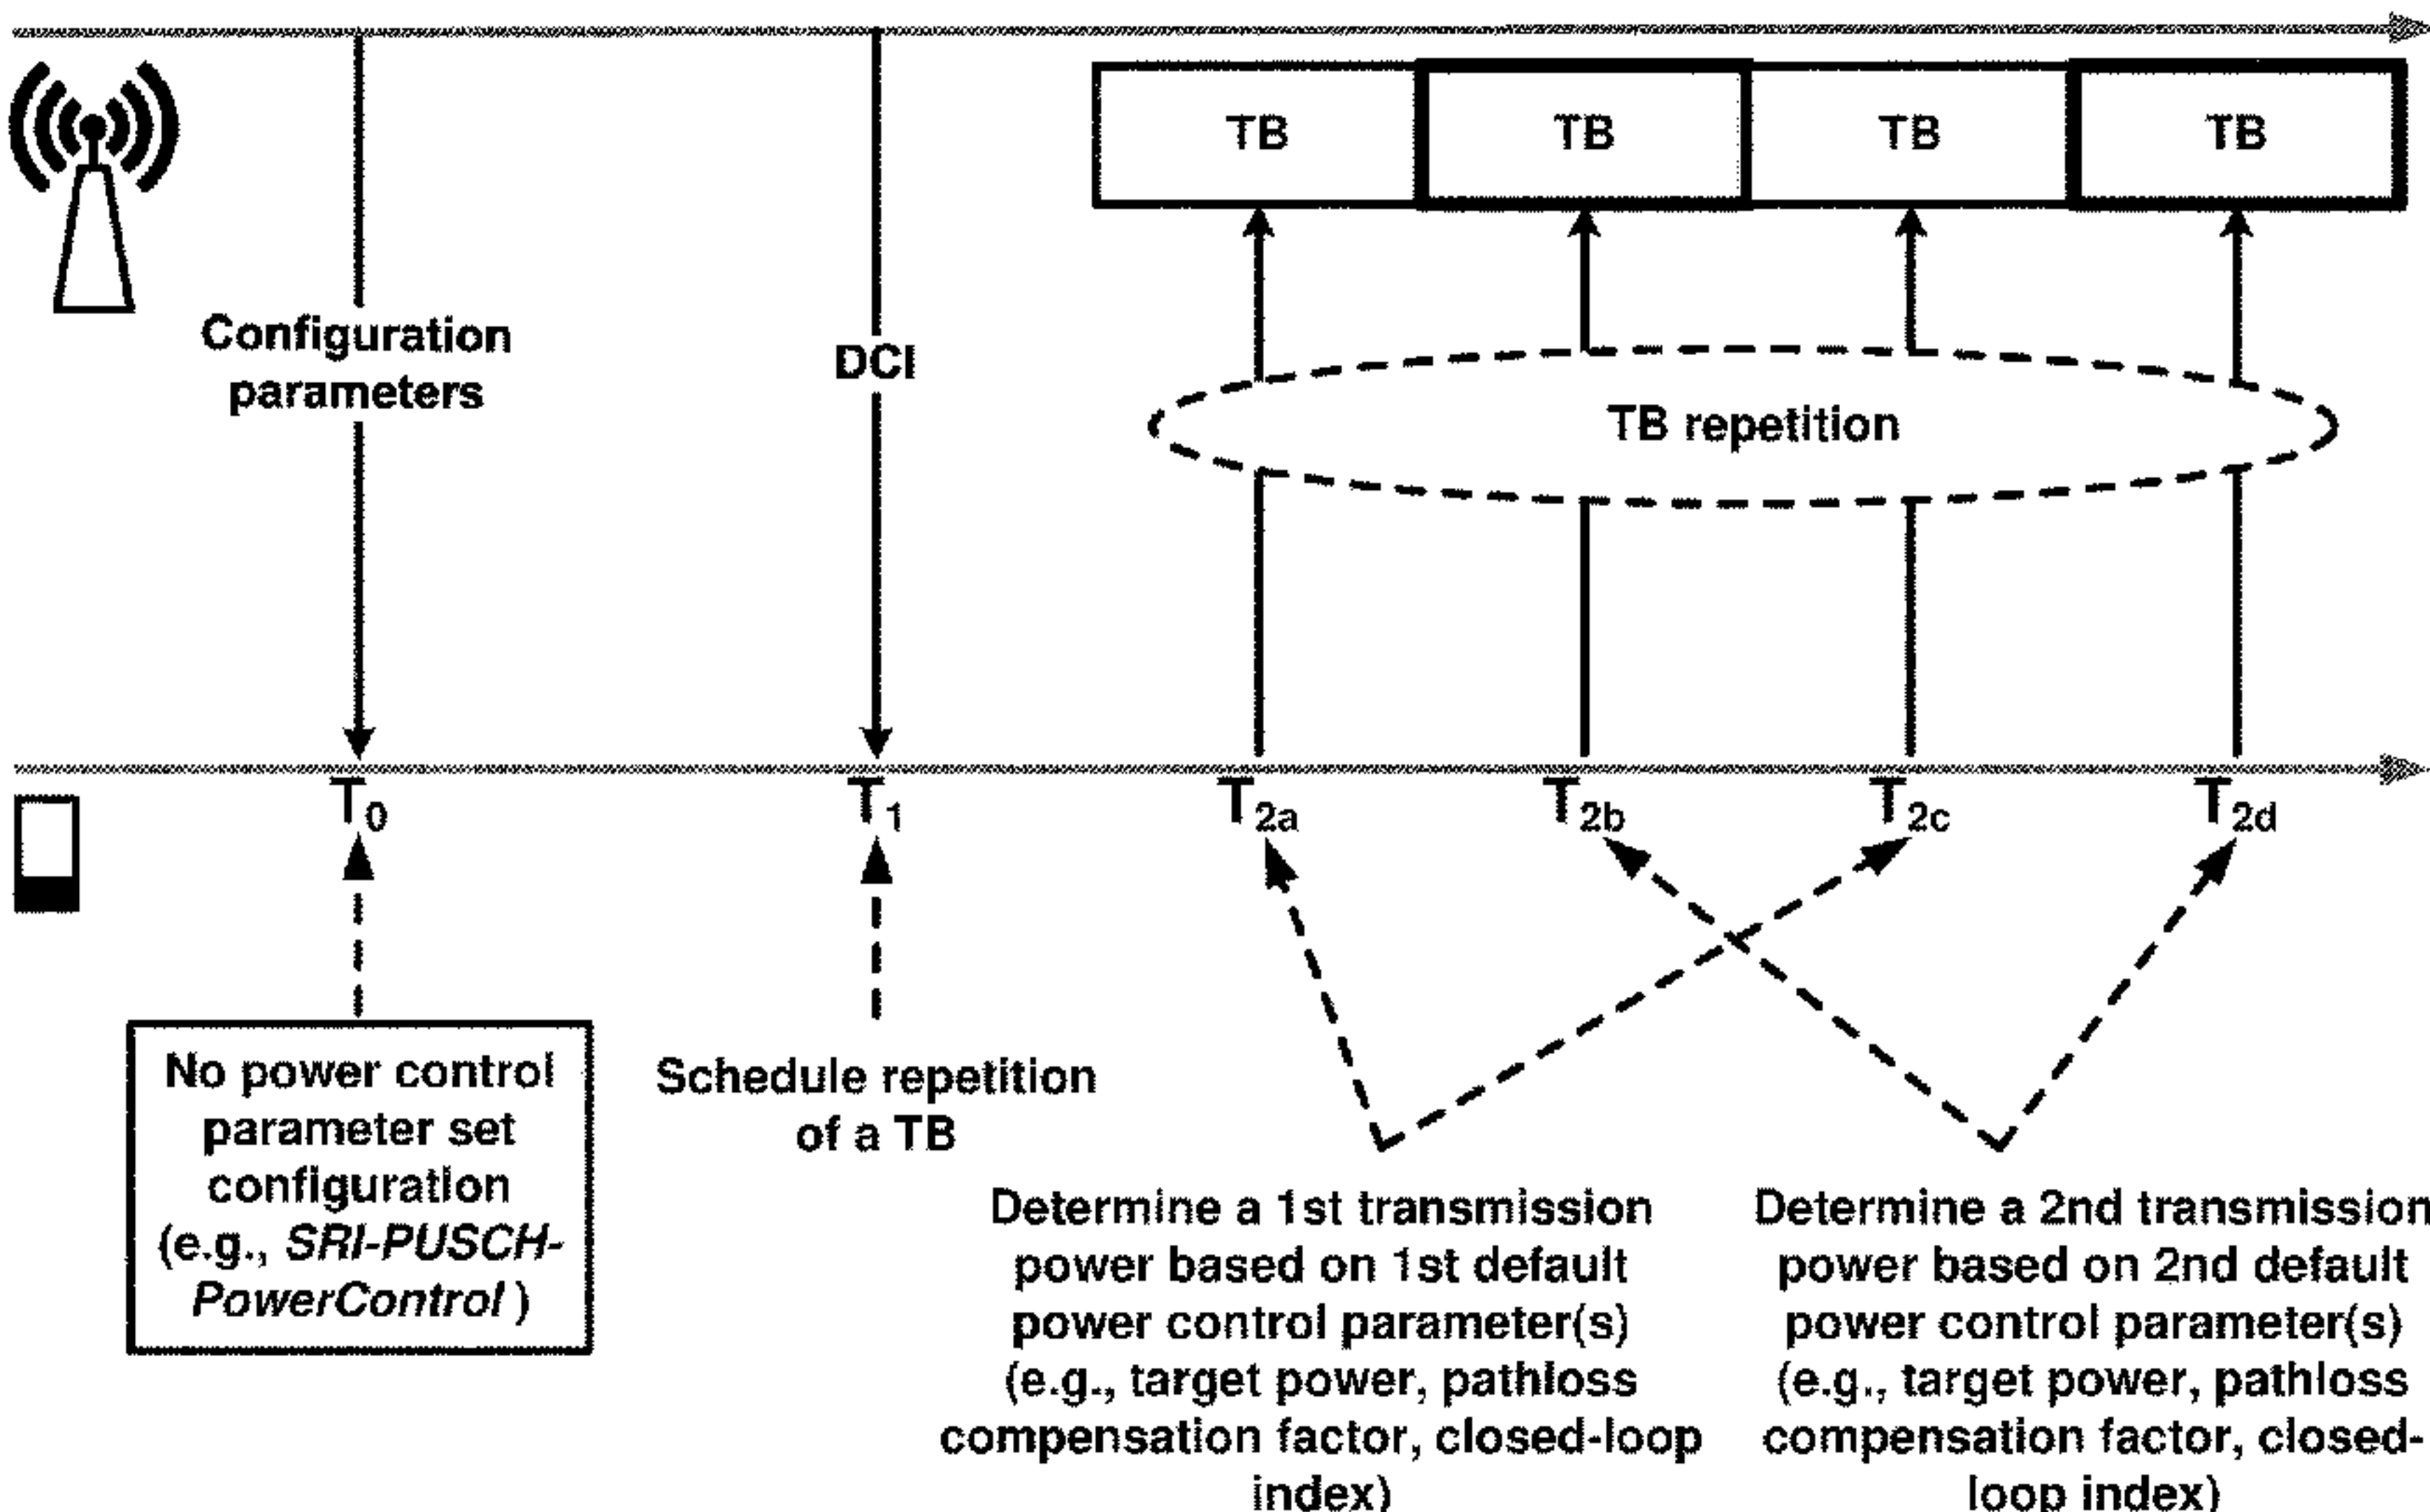 TB TB TB TB
Configuration
parameters
DCI
TB repetition
T0 T1 T2a T2b T2c T2d
No power control
parameter set
configuration
(e.g., SRI-PUSCH-
PowerControl )
Schedule repetition
of a TB
Determine a 1st transmission
power based on 1st default
power control parameter(s)
(e.g., target power, pathloss
compensation factor, closed-loop
index)
Determine a 2nd transmission
power based on 2nd default
power control parameter(s)
(e.g., target power, pathloss
compensation factor, closed-
loop index)